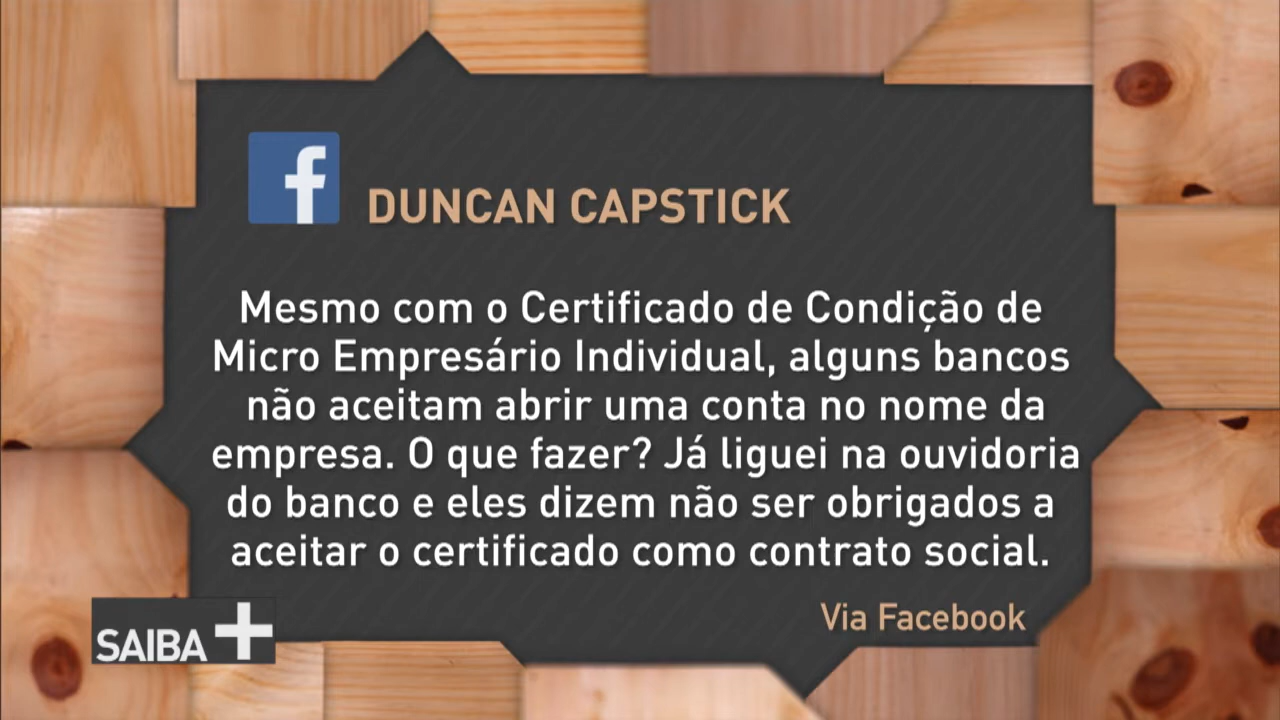 f
DUNCAN CAPSTICK
Mesmo com o Certificado de Condição de
Micro Empresário Individual, alguns bancos
não aceitam abrir uma conta no nome da
empresa. O que fazer? Já liguei na ouvidoria
do banco e eles dizem não ser obrigados a
aceitar o certificado como contrato social.
Via Facebook
SAIBA+